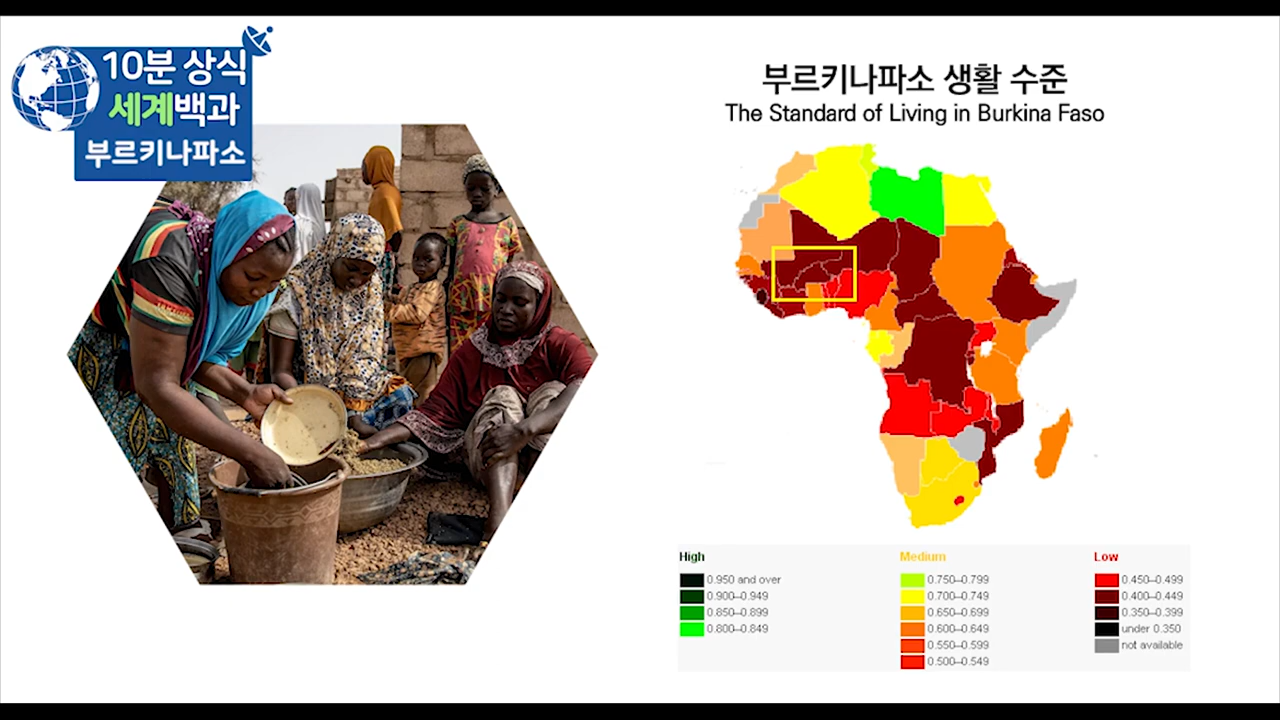 10분 상식
세계백과
부르키나파소
부르키나파소 생활 수준
The Standard of Living in Burkina Faso
High
0.950 and over
0.900–0.949
0.850–0.899
0.800–0.849
Medium
0.750–0.799
0.700–0.749
0.650–0.699
0.600–0.649
0.550–0.599
0.500–0.549
Low
0.450–0.499
0.400–0.449
0.350–0.399
under 0.350
not available